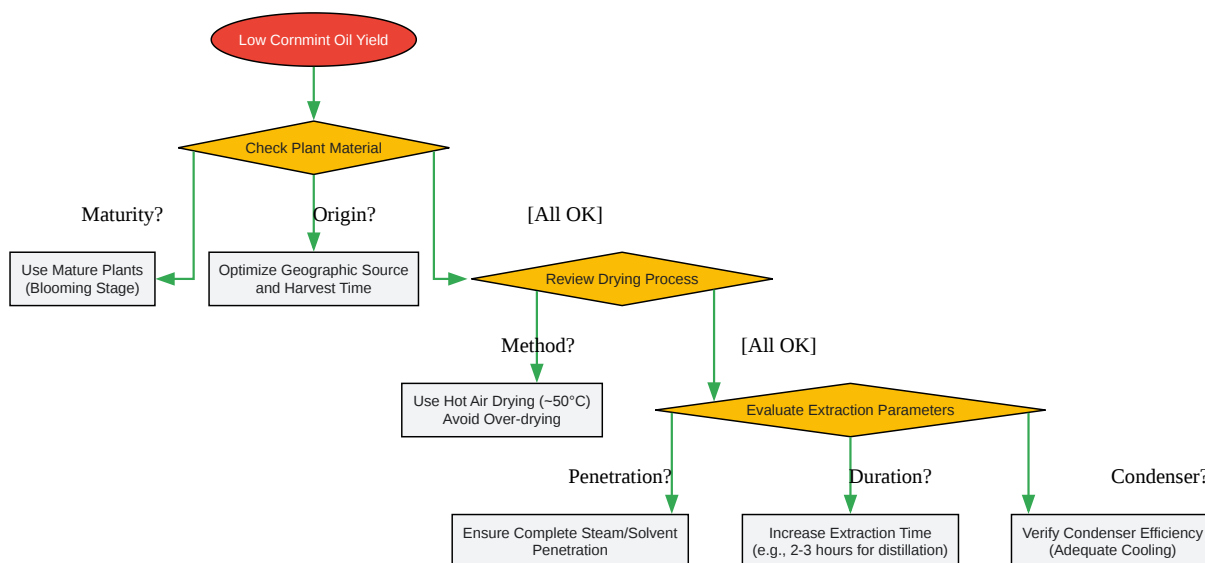 Low Cornmint Oil Yield
Check Plant Material
Maturity?
Origin?
[All OK]
Use Mature Plants
(Blooming Stage)
Optimize Geographic Source
and Harvest Time
Review Drying Process
Method?
[All OK]
Use Hot Air Drying (~50°C)
Avoid Over-drying
Evaluate Extraction Parameters
Penetration?
Duration?
Condenser?
Ensure Complete Steam/Solvent
Penetration
Increase Extraction Time
(e.g., 2-3 hours for distillation)
Verify Condenser Efficiency
(Adequate Cooling)